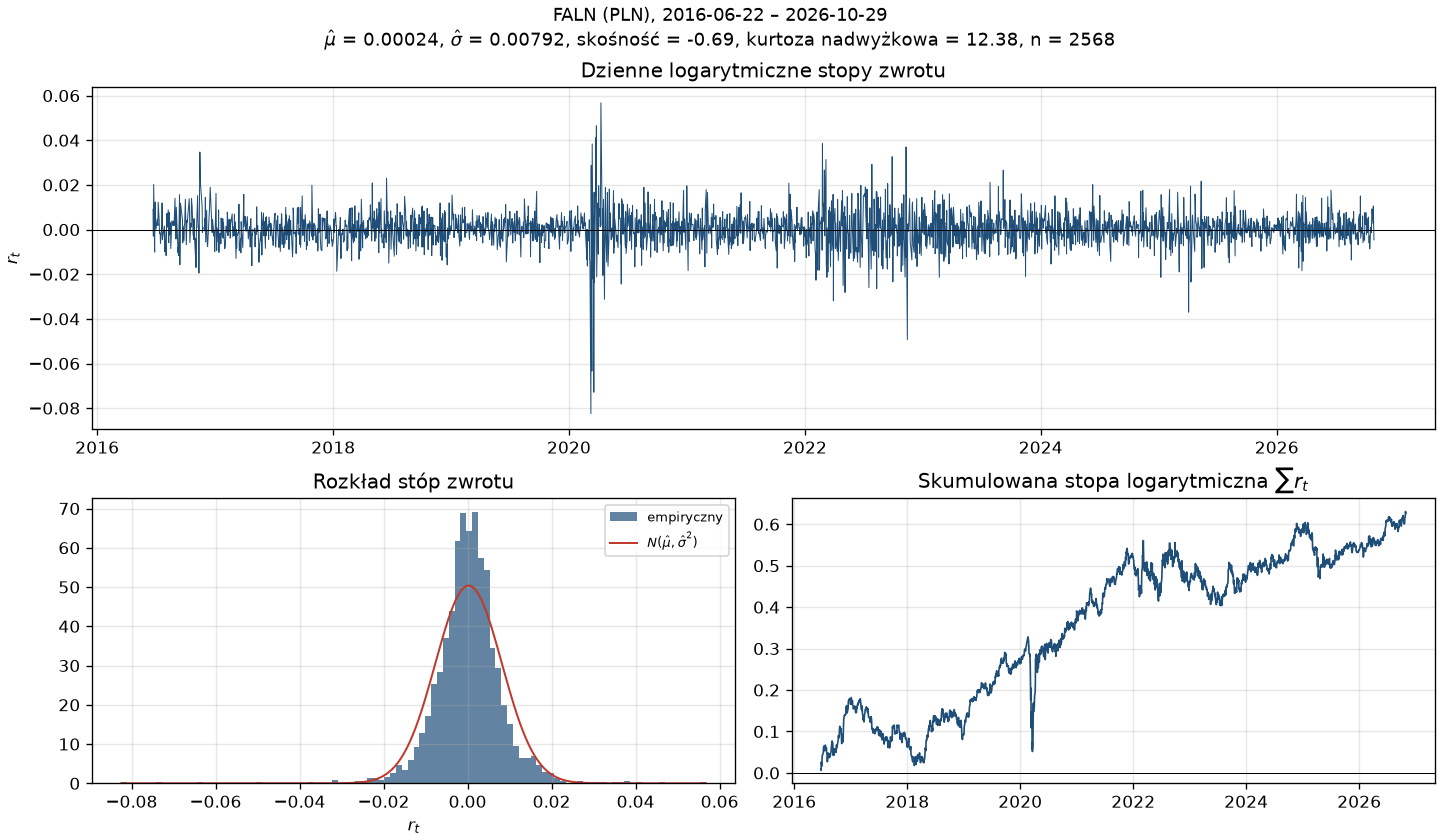 FALN (PLN), 2016-06-22 – 2026-10-29
μ̂ = 0.00024, σ̂ = 0.00792, skośność = -0.69, kurtoza nadwyżkowa = 12.38, n = 2568
Dzienne logarytmiczne stopy zwrotu
0.06
0.04
0.02
0.00
−0.02
−0.04
−0.06
−0.08
r_t
2016 2018 2020 2022 2024 2026
Rozkład stóp zwrotu
70
60
50
40
30
20
10
0
empiryczny
N(μ̂, σ̂²)
−0.08 −0.06 −0.04 −0.02 0.00 0.02 0.04 0.06
r_t
Skumulowana stopa logarytmiczna ∑r_t
0.6
0.5
0.4
0.3
0.2
0.1
0.0
2016 2018 2020 2022 2024 2026